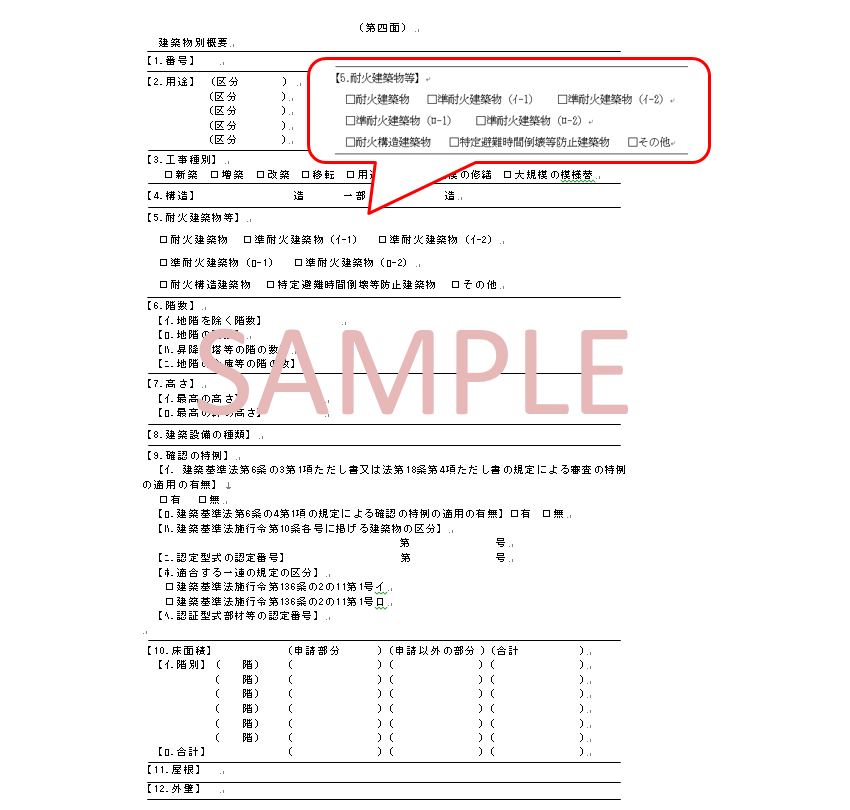 （第四面）
建築物別概要
【1.番号】
【2.用途】 （区分 ）
（区分 ）
（区分 ）
（区分 ）
（区分 ）
【5.耐火建築物等】
□耐火建築物 □準耐火建築物（ｲ-1） □準耐火建築物（ｲ-2）
□準耐火建築物（ﾛ-1） □準耐火建築物（ﾛ-2）
□耐火構造建築物 □特定避難時間倒壊等防止建築物 □その他
【3.工事種別】
□新築 □増築 □改築 □移転 □用 の修繕 □大規模の模様替
【4.構造】 造 一部 造
【5.耐火建築物等】
□耐火建築物 □準耐火建築物（ｲ-1） □準耐火建築物（ｲ-2）
□準耐火建築物（ﾛ-1） □準耐火建築物（ﾛ-2）
□耐火構造建築物 □特定避難時間倒壊等防止建築物 □その他
【6.階数】
【ｲ.地階を除く階数】
【ﾛ.地階の
【ﾊ.昇降 塔等の階の数
【ﾆ.地階 等の階の数】
SAMPLE
【7.高さ】
【ｲ.最高の高さ】
【ﾛ.最高の の高さ】
【8.建築設備の種類】
【9.確認の特例】
【ｲ. 建築基準法第6条の3第1項ただし書又は法第18条第4項ただし書の規定による審査の特例
の適用の有無】↓
□有 □無
【ﾛ.建築基準法第6条の4第1項の規定による確認の特例の適用の有無】□有 □無
【ﾊ.建築基準法施行令第10条各号に掲げる建築物の区分】
第 号
【ﾆ.認定型式の認定番号】 第 号
【ﾎ.適合する一連の規定の区分】
□建築基準法施行令第136条の2の11第1号イ
□建築基準法施行令第136条の2の11第1号ロ
【ﾍ.認証型式部材等の認定番号】
【10.床面積】 （申請部分 ）（申請以外の部分 ）（合計 ）
【ｲ.階別】（ 階） （ ）（ ）（ ）
（ 階） （ ）（ ）（ ）
（ 階） （ ）（ ）（ ）
（ 階） （ ）（ ）（ ）
（ 階） （ ）（ ）（ ）
（ 階） （ ）（ ）（ ）
【ﾛ.合計】 （ ）（ ）（ ）
【11.屋根】
【12.外壁】